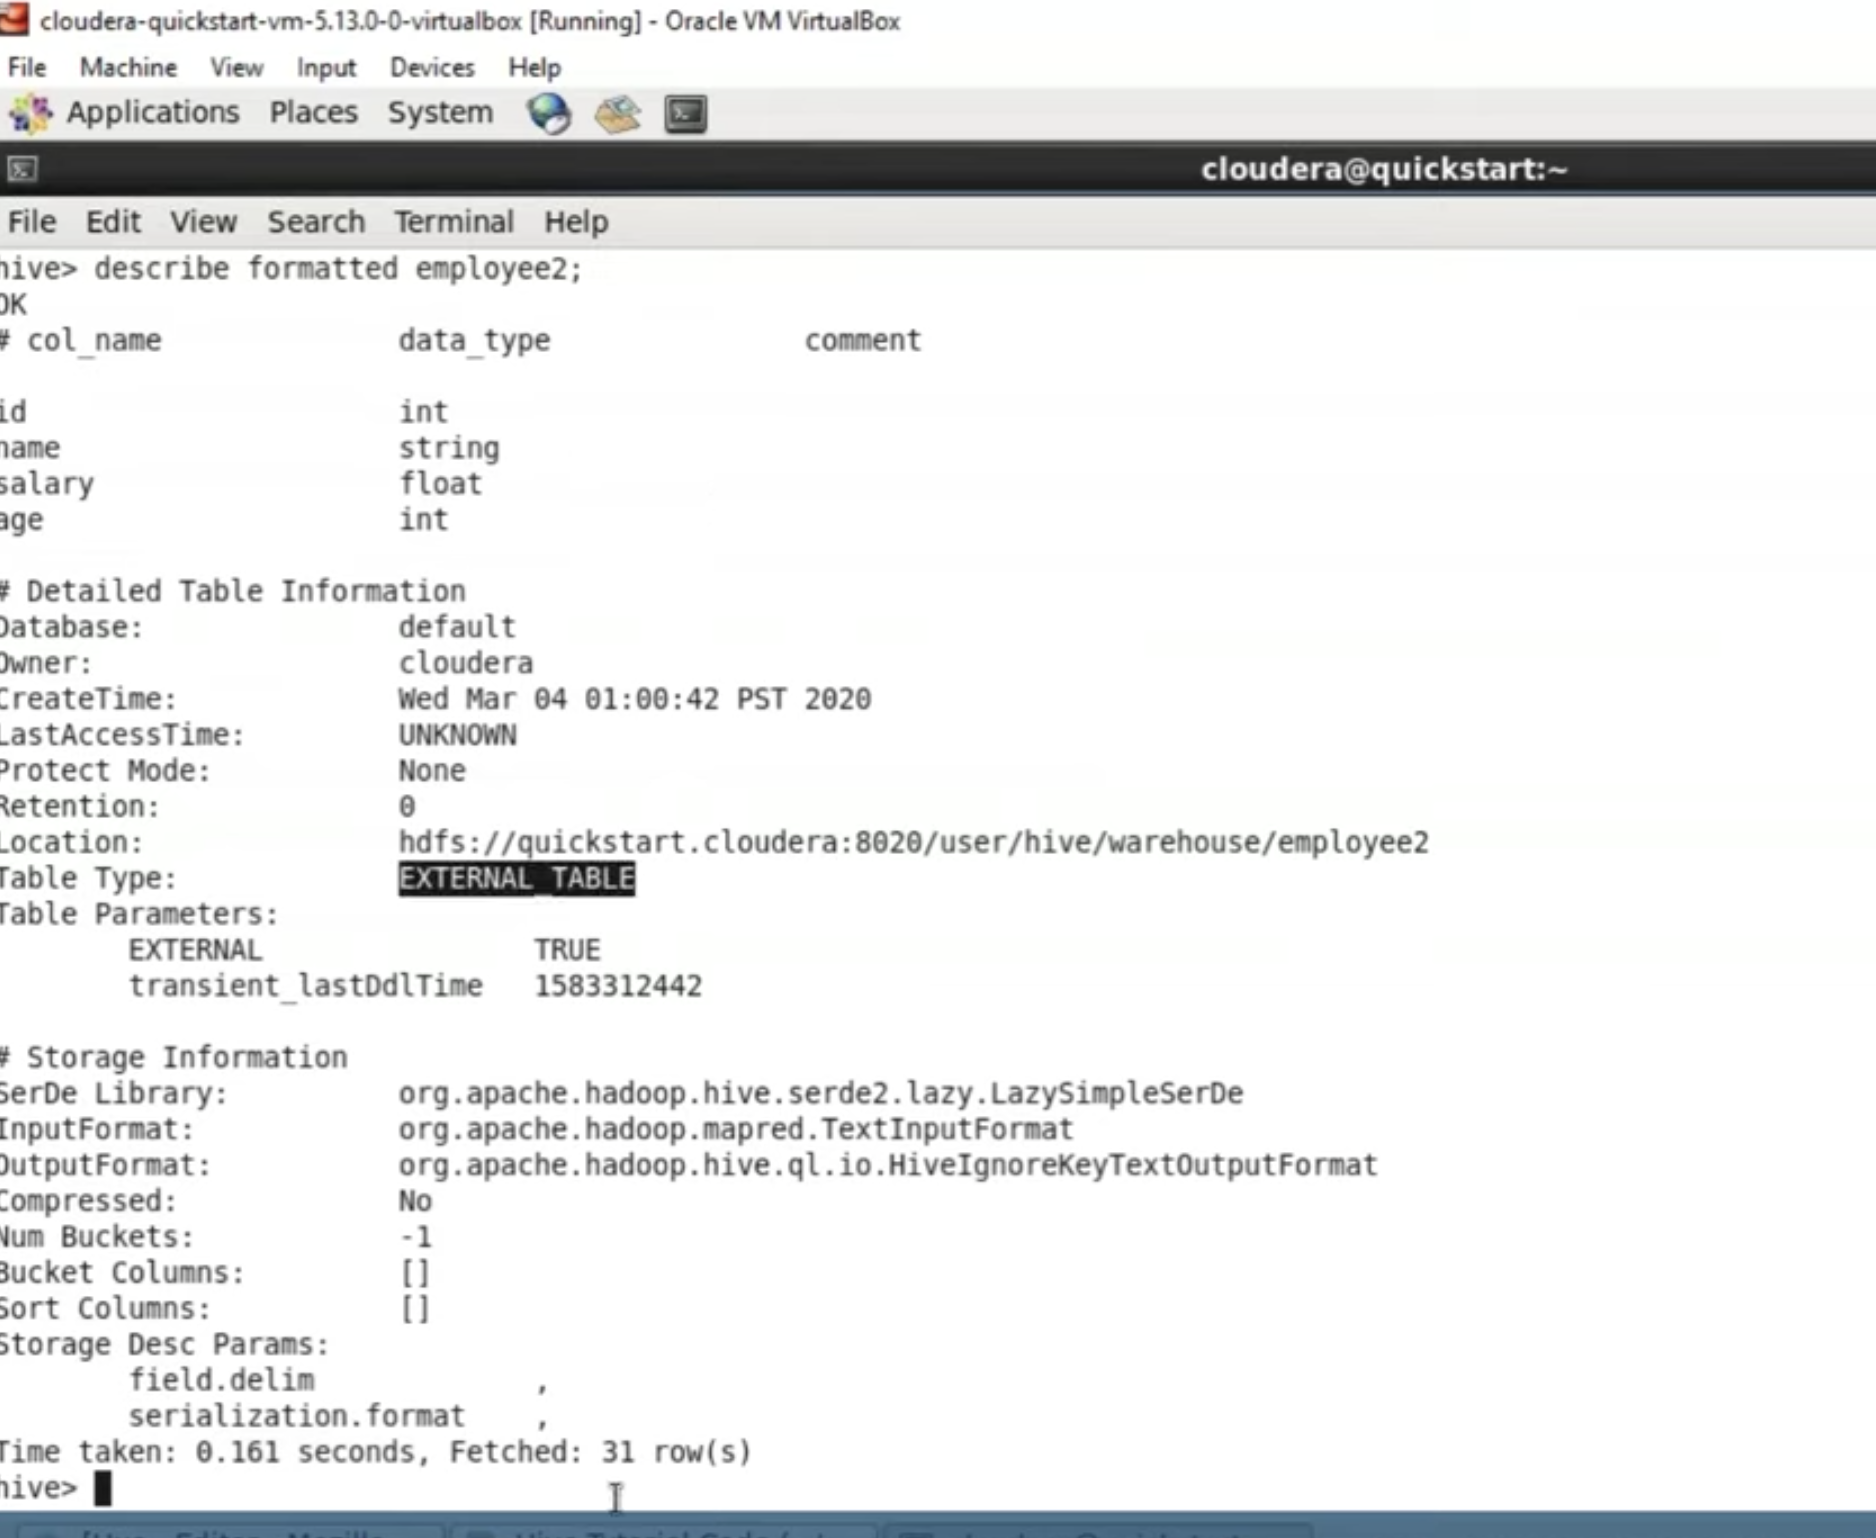 cloudera-quickstart-vm-5.13.0-0-virtualbox [Running] - Oracle VM VirtualBox
File Machine View Input Devices Help
Applications Places System
cloudera@quickstart:~
File Edit View Search Terminal Help
hive> describe formatted employee2;
OK
# col_name data_type comment
id int
name string
salary float
age int
# Detailed Table Information
Database: default
Owner: cloudera
CreateTime: Wed Mar 04 01:00:42 PST 2020
LastAccessTime: UNKNOWN
Protect Mode: None
Retention: 0
Location: hdfs://quickstart.cloudera:8020/user/hive/warehouse/employee2
Table Type: EXTERNAL_TABLE
Table Parameters:
EXTERNAL TRUE
transient_lastDdlTime 1583312442
# Storage Information
SerDe Library: org.apache.hadoop.hive.serde2.lazy.LazySimpleSerDe
InputFormat: org.apache.hadoop.mapred.TextInputFormat
OutputFormat: org.apache.hadoop.hive.ql.io.HiveIgnoreKeyTextOutputFormat
Compressed: No
Num Buckets: -1
Bucket Columns: []
Sort Columns: []
Storage Desc Params:
field.delim ,
serialization.format ,
Time taken: 0.161 seconds, Fetched: 31 row(s)
hive>